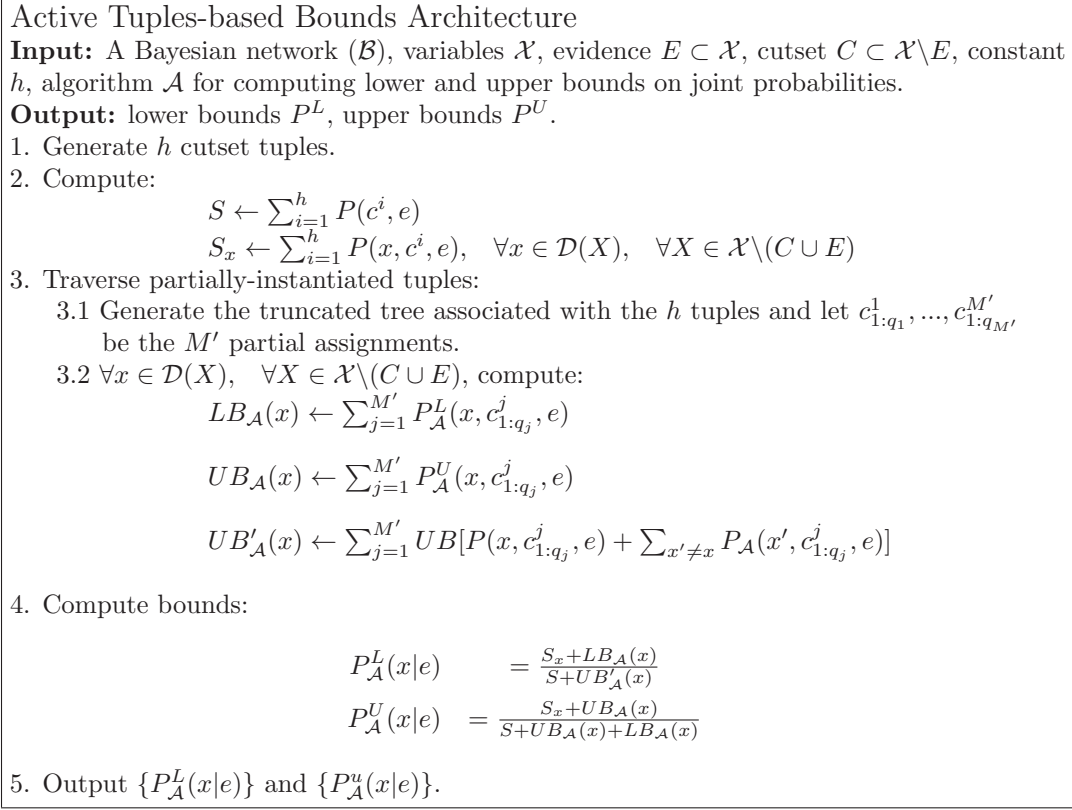 Active Tuples-based Bounds Architecture
Input: A Bayesian network (ℬ), variables 𝒳, evidence E ⊂ 𝒳, cutset C ⊂ 𝒳\E, constant
h, algorithm 𝒜 for computing lower and upper bounds on joint probabilities.
Output: lower bounds P^L, upper bounds P^U.
1. Generate h cutset tuples.
2. Compute:
S ← ∑_{i=1}^{h} P(c^i, e)
S_x ← ∑_{i=1}^{h} P(x, c^i, e), ∀x ∈ 𝒟(X), ∀X ∈ 𝒳\(C ∪ E)
3. Traverse partially-instantiated tuples:
3.1 Generate the truncated tree associated with the h tuples and let c^1_{1:q_1}, ..., c^{M'}_{1:q_{M'}}
be the M' partial assignments.
3.2 ∀x ∈ 𝒟(X), ∀X ∈ 𝒳\(C ∪ E), compute:
LB_𝒜(x) ← ∑_{j=1}^{M'} P^L_𝒜(x, c^j_{1:q_j}, e)
UB_𝒜(x) ← ∑_{j=1}^{M'} P^U_𝒜(x, c^j_{1:q_j}, e)
UB'_𝒜(x) ← ∑_{j=1}^{M'} UB[P(x, c^j_{1:q_j}, e) + ∑_{x'≠x} P_𝒜(x', c^j_{1:q_j}, e)]
4. Compute bounds:
P^L_𝒜(x|e) = \frac{S_x+LB_𝒜(x)}{S+UB'_𝒜(x)}
P^U_𝒜(x|e) = \frac{S_x+UB_𝒜(x)}{S+UB_𝒜(x)+LB_𝒜(x)}
5. Output {P^L_𝒜(x|e)} and {P^u_𝒜(x|e)}.